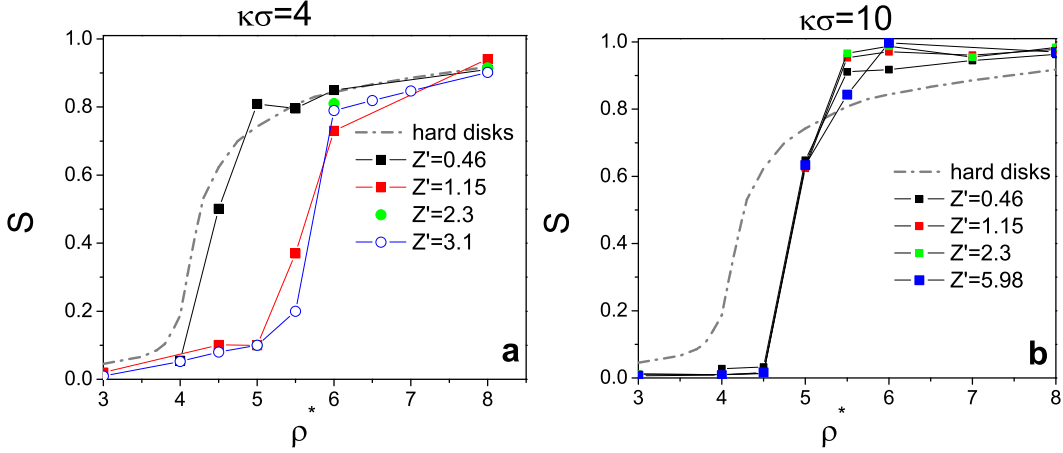 κσ=4
1.0
0.8
0.6
0.4
0.2
0.0
S
hard disks
Z'=0.46
Z'=1.15
Z'=2.3
Z'=3.1
a
3 4 5 6 7 8
ρ*
κσ=10
1.0
0.8
0.6
0.4
0.2
0.0
S
hard disks
Z'=0.46
Z'=1.15
Z'=2.3
Z'=5.98
b
3 4 5 6 7 8
ρ*